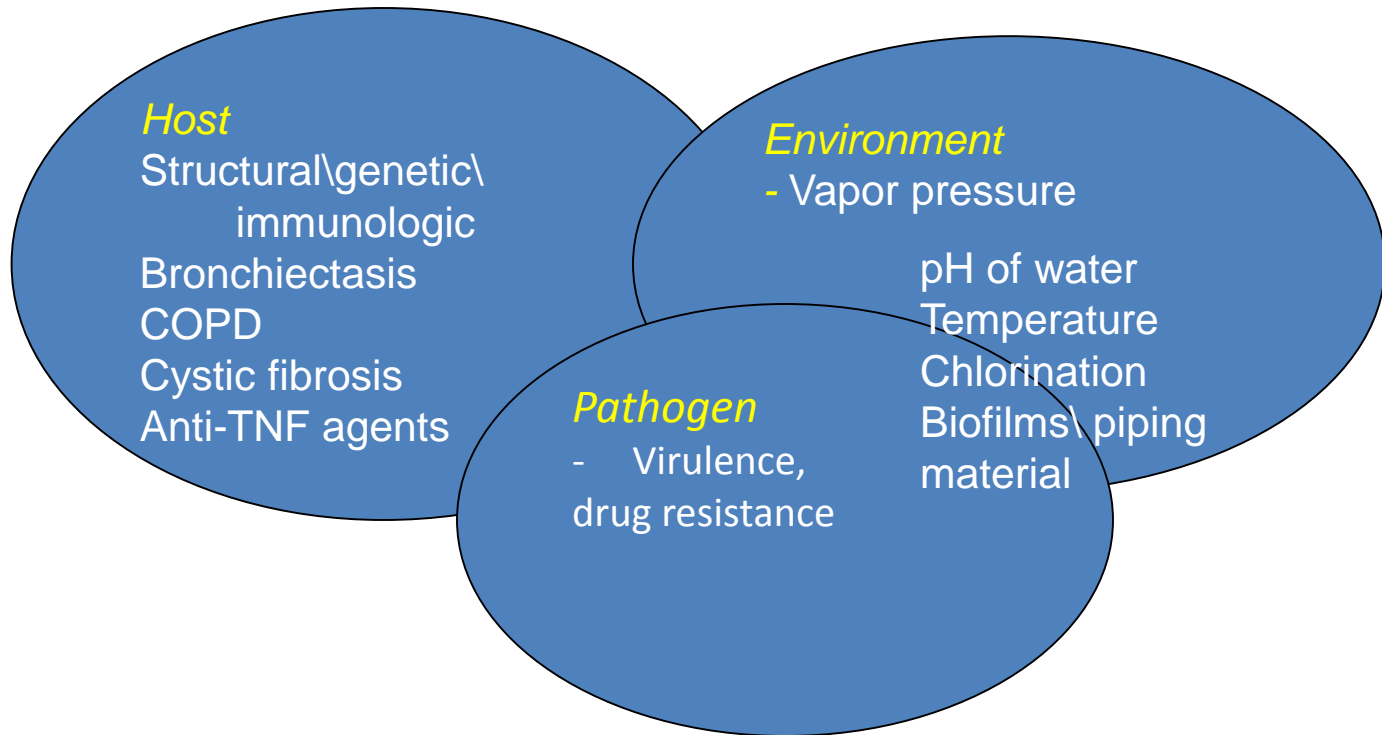 Host
Structural\genetic\
immunologic
Bronchiectasis
COPD
Cystic fibrosis
Anti-TNF agents
Environment
- Vapor pressure
pH of water
Temperature
Chlorination
Biofilms\ piping
material
Pathogen
- Virulence,
drug resistance